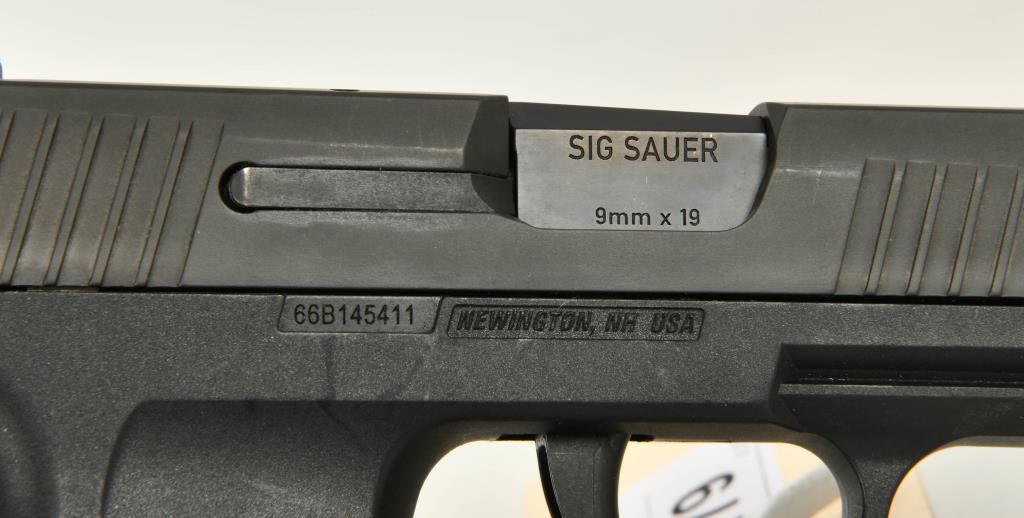 SIG SAUER
9mm x 19
66B145411
NEWINGTON, NH USA